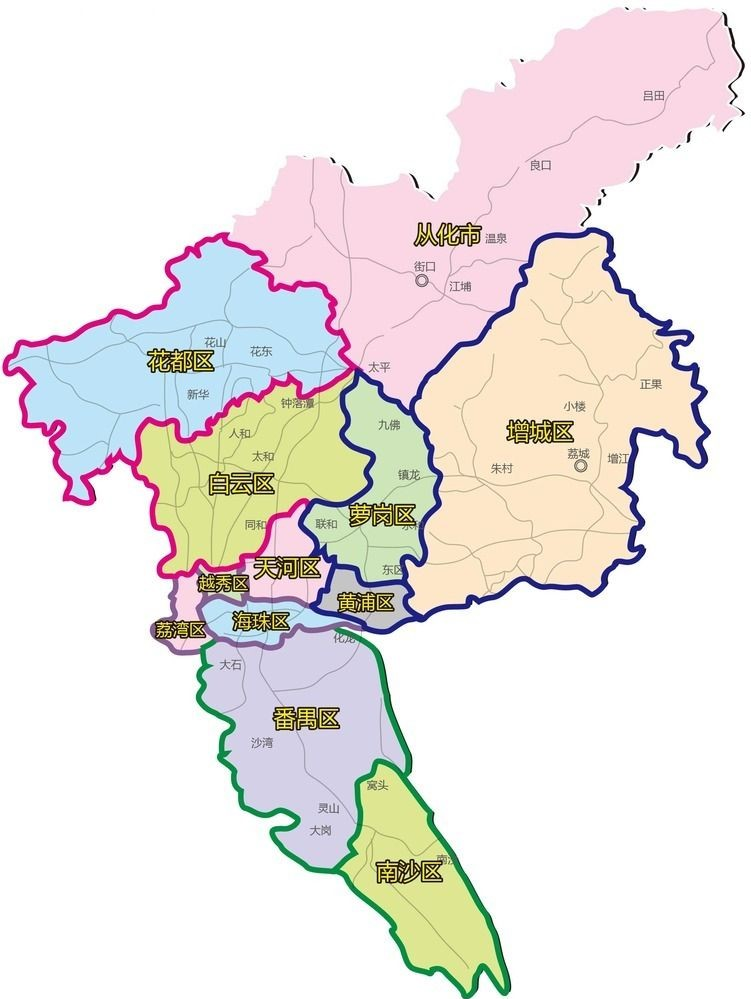 吕田
良口
从化市
温泉
街口
江埔
花山
花东
花都区
太平
新华
正果
钟落潭
小楼
九佛
人和
增城区
太和
荔城
增江
朱村
镇龙
白云区
萝岗区
同和
联和
东区
天河区
越秀区
黄浦区
海珠区
荔湾区
化龙
大石
番禺区
沙湾
窝头
灵山
大岗
南沙区